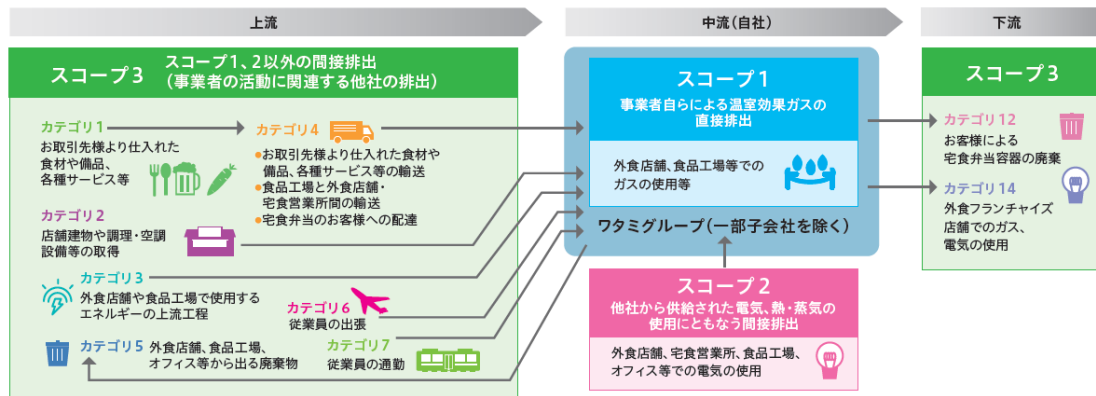 上流
中流(自社)
下流
スコープ3
スコープ1、2以外の間接排出
(事業者の活動に関連する他社の排出)
カテゴリ1
お取引先様より仕入れた
食材や備品、
各種サービス等
カテゴリ4
●お取引先様より仕入れた食材や
備品、各種サービス等の輸送
●食品工場と外食店舗・
宅食営業所間の輸送
●宅食弁当のお客様への配達
カテゴリ2
店舗建物や調理・空調
設備等の取得
カテゴリ3
外食店舗や食品工場で使用する
エネルギーの上流工程
カテゴリ6
従業員の出張
カテゴリ5
外食店舗、食品工場、
オフィス等から出る廃棄物
カテゴリ7
従業員の通勤
スコープ1
事業者自らによる温室効果ガスの
直接排出
外食店舗、食品工場等での
ガスの使用等
ワタミグループ(一部子会社を除く)
スコープ2
他社から供給された電気、熱・蒸気の
使用にともなう間接排出
外食店舗、宅食営業所、食品工場、
オフィス等での電気の使用
スコープ3
カテゴリ12
お客様による
宅食弁当容器の廃棄
カテゴリ14
外食フランチャイズ
店舗でのガス、
電気の使用